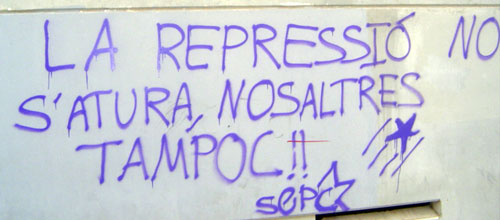 LA REPRESSIÓ NO
S'ATURA, NOSALTRES
TAMPOC!!
sepc